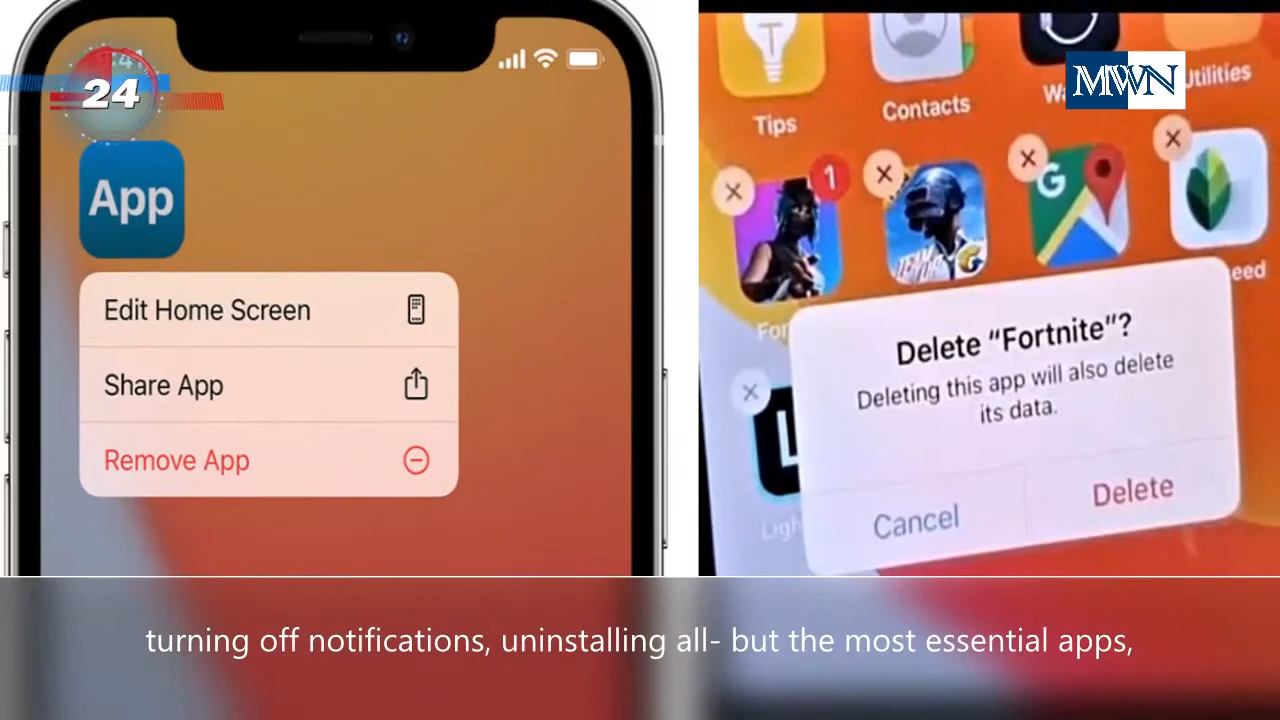 24
App
Edit Home Screen
Share App
Remove App
MWN
Tips
Contacts
Utilities
1
G
TEAM
Delete “Fortnite”?
Deleting this app will also delete
its data.
Cancel
Delete
turning off notifications, uninstalling all- but the most essential apps,